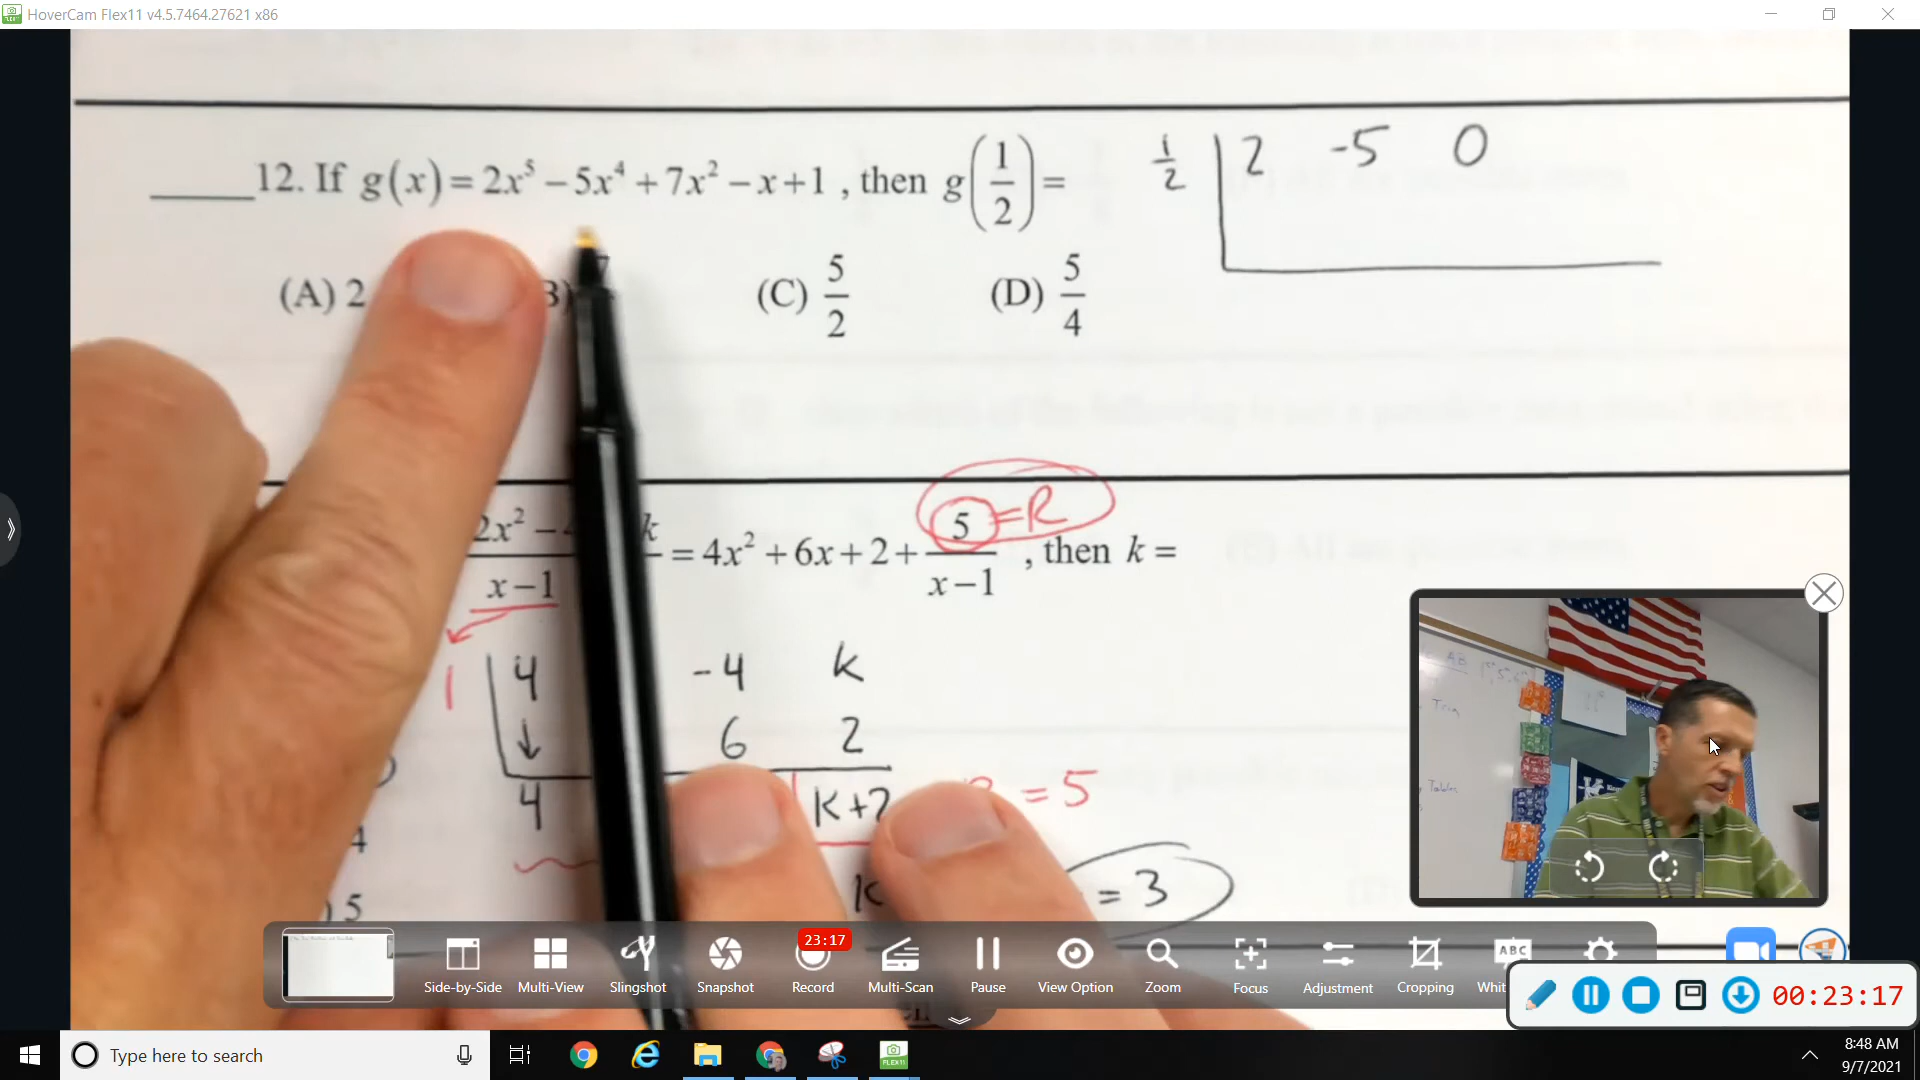 HoverCam Flex11 v4.5.7464.27621 x86
12. If g(x) = 2x⁵ − 5x⁴ + 7x² − x + 1 , then g(1/2) =
1/2 | 2 -5 0
(A) 2
(C) 5/2
(D) 5/4
5 = R
k = 4x² + 6x + 2 + 5/(x − 1) , then k =
x − 1
1
4 -4 k
6 2
4 k+2 = 5
k = 3
5
23:17
Side-by-Side
Multi-View
Slingshot
Snapshot
Record
Multi-Scan
Pause
View Option
Zoom
Focus
Adjustment
Cropping
ABC
00:23:17
Type here to search
FLEX11
8:48 AM
9/7/2021